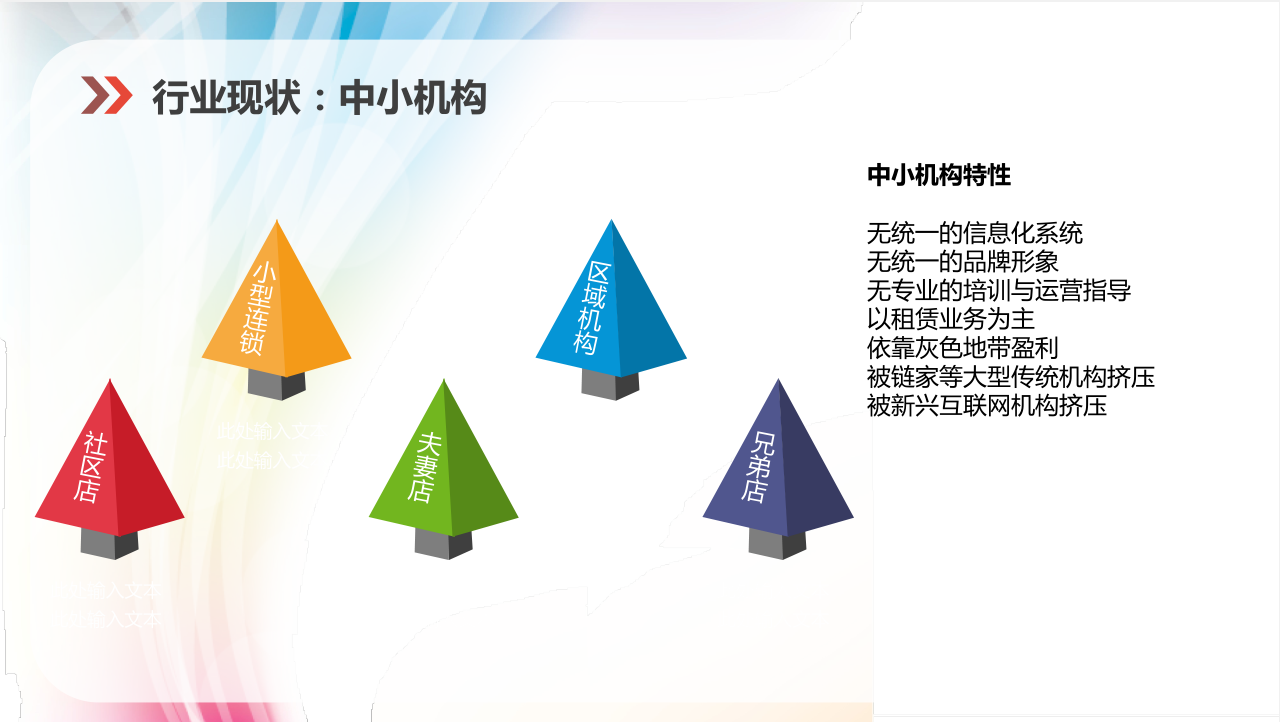 行业现状：中小机构
中小机构特性
无统一的信息化系统
无统一的品牌形象
无专业的培训与运营指导
以租赁业务为主
依靠灰色地带盈利
被链家等大型传统机构挤压
被新兴互联网机构挤压
小型连锁
区域机构
社区店
夫妻店
兄弟店
此处输入文本
此处输入文
输入文本
输入文本